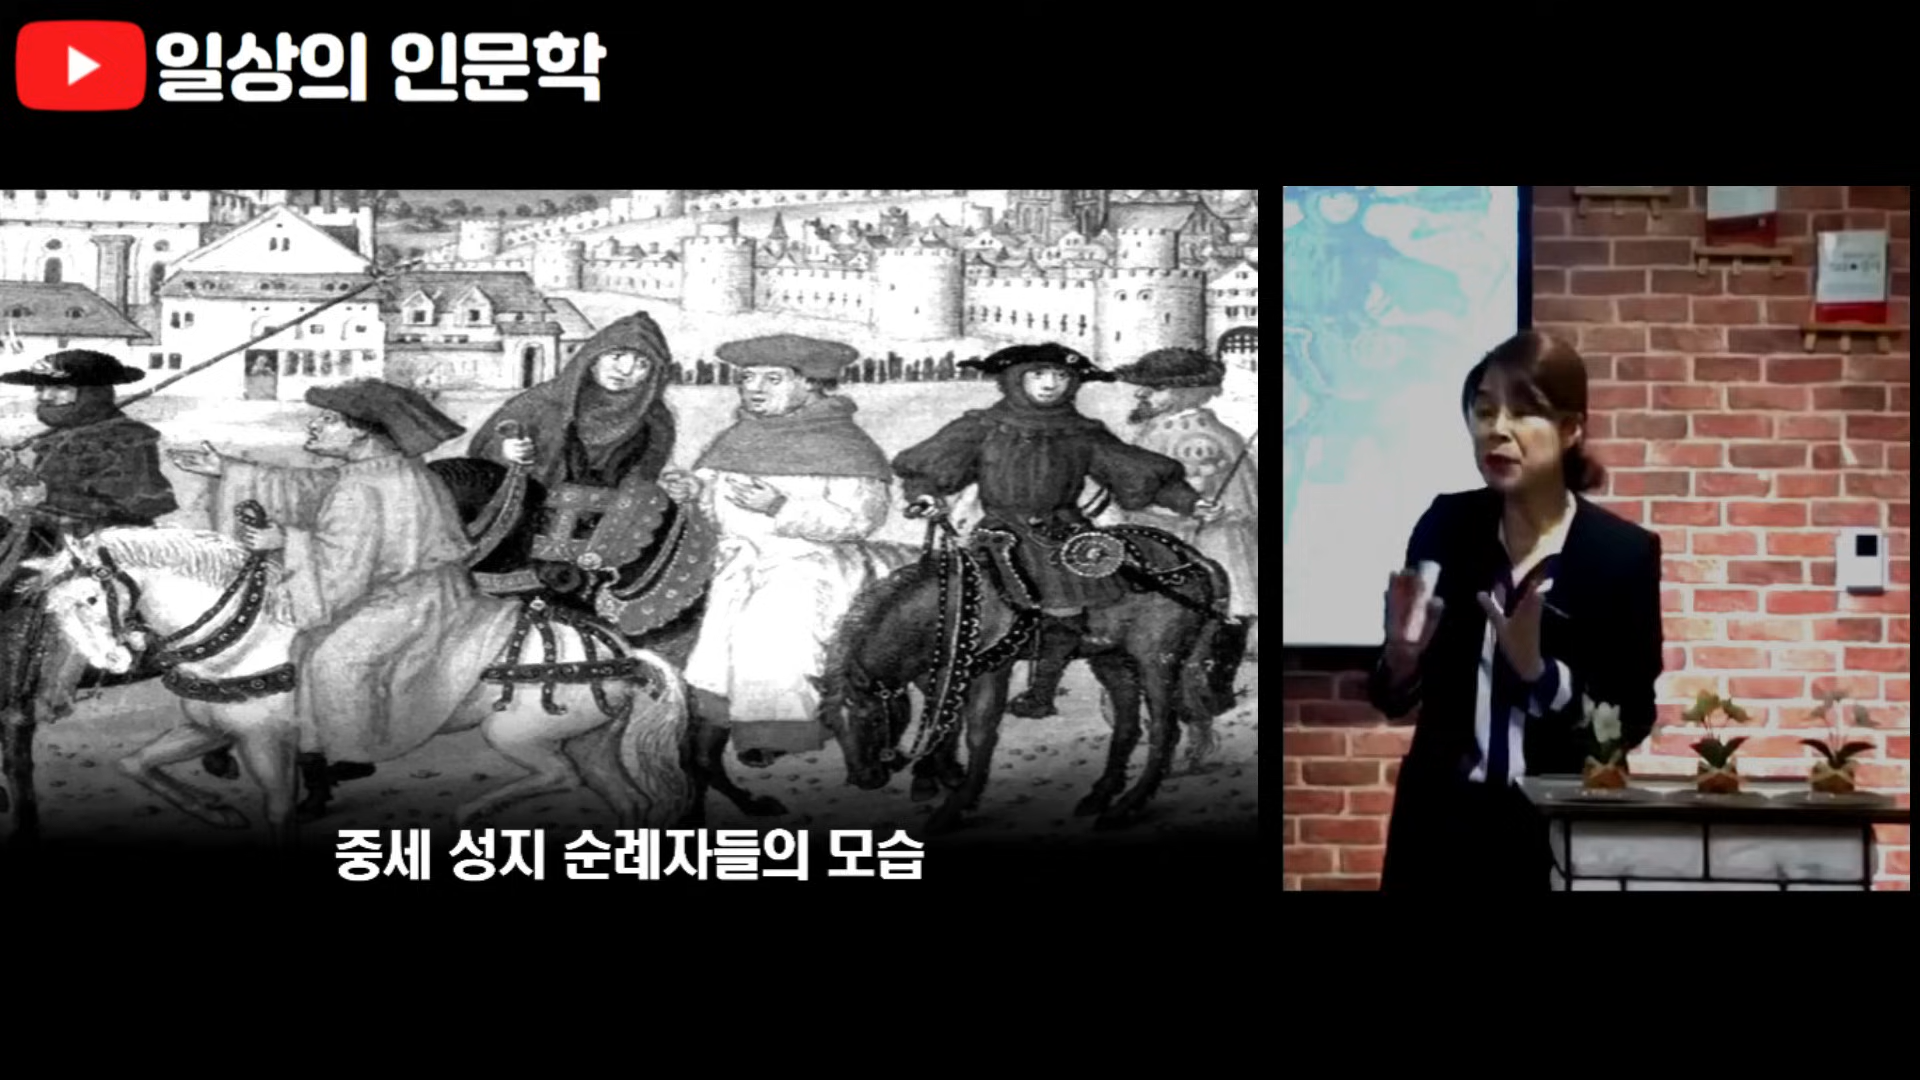 일상의 인문학
중세 성지 순례자들의 모습